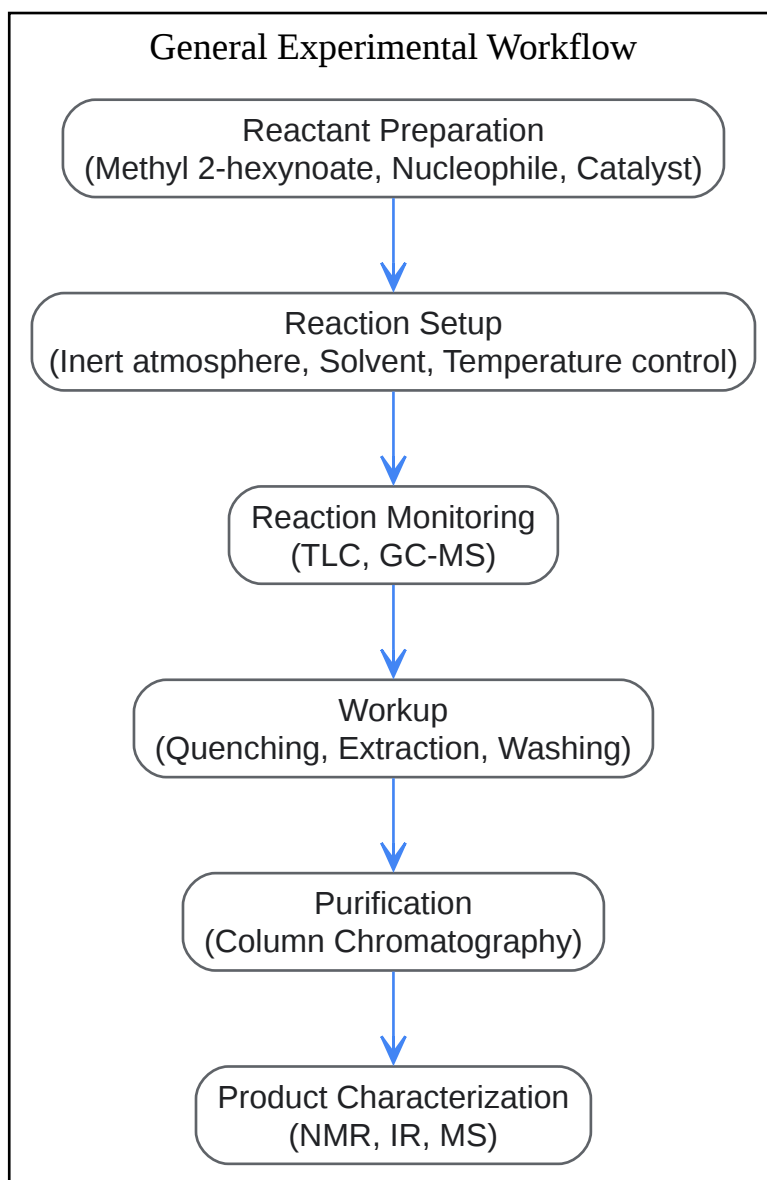 General Experimental Workflow
Reactant Preparation
(Methyl 2-hexynoate, Nucleophile, Catalyst)
Reaction Setup
(Inert atmosphere, Solvent, Temperature control)
Reaction Monitoring
(TLC, GC-MS)
Workup
(Quenching, Extraction, Washing)
Purification
(Column Chromatography)
Product Characterization
(NMR, IR, MS)